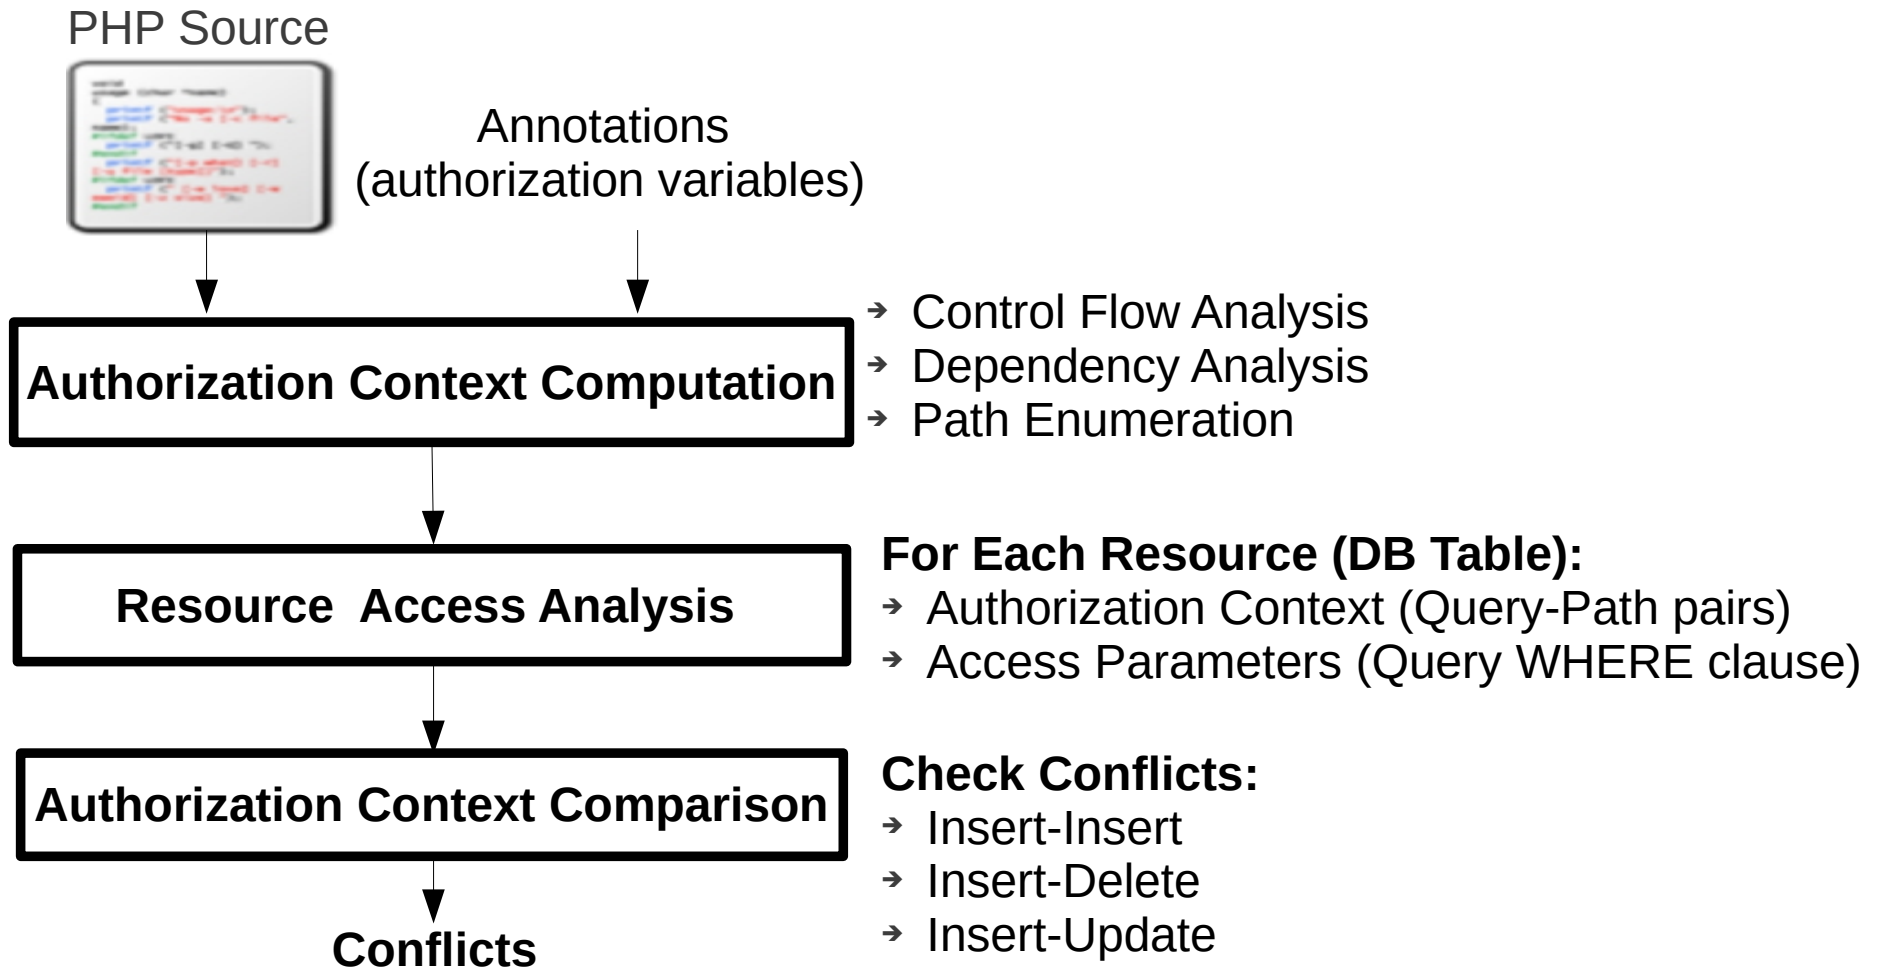 PHP Source
Annotations
(authorization variables)
Authorization Context Computation
➔ Control Flow Analysis
➔ Dependency Analysis
➔ Path Enumeration
Resource Access Analysis
For Each Resource (DB Table):
➔ Authorization Context (Query-Path pairs)
➔ Access Parameters (Query WHERE clause)
Authorization Context Comparison
Check Conflicts:
➔ Insert-Insert
➔ Insert-Delete
➔ Insert-Update
Conflicts